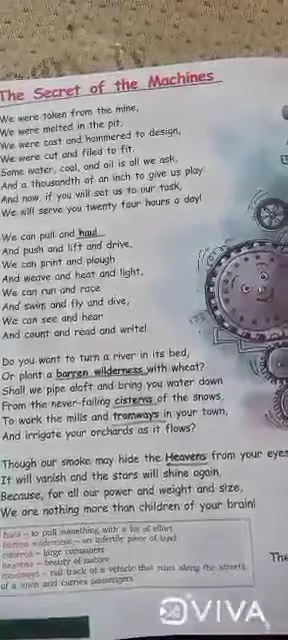 The Secret of the Machines
We were taken from the mine,
We were melted in the pit,
We were cast and hammered to design,
We were cut and filed to fit.
Some water, coal, and oil is all we ask,
And a thousandth of an inch to give us play:
And now, if you will set us to our task,
We will serve you twenty four hours a day!
We can pull and haul
And push and lift and drive,
We can print and plough
And weave and heat and light,
We can run and race
And swim and fly and dive,
We can see and hear
And count and read and write!
Do you want to turn a river in its bed,
Or plant a barren wilderness with wheat?
Shall we pipe aloft and bring you water down
From the never-failing cisterns of the snows,
To work the mills and tramways in your town,
And irrigate your orchards as it flows?
Though our smoke may hide the Heavens from your eyes
It will vanish and the stars will shine again,
Because, for all our power and weight and size,
We are nothing more than children of your brain!
haul - to pull something with a lot of effort
barren wilderness - an infertile piece of land
cisterns - large containers
heavens - beauty of nature
tramways - rail track of a vehicle that runs along the streets
of a town and carries passengers
The
VIVA